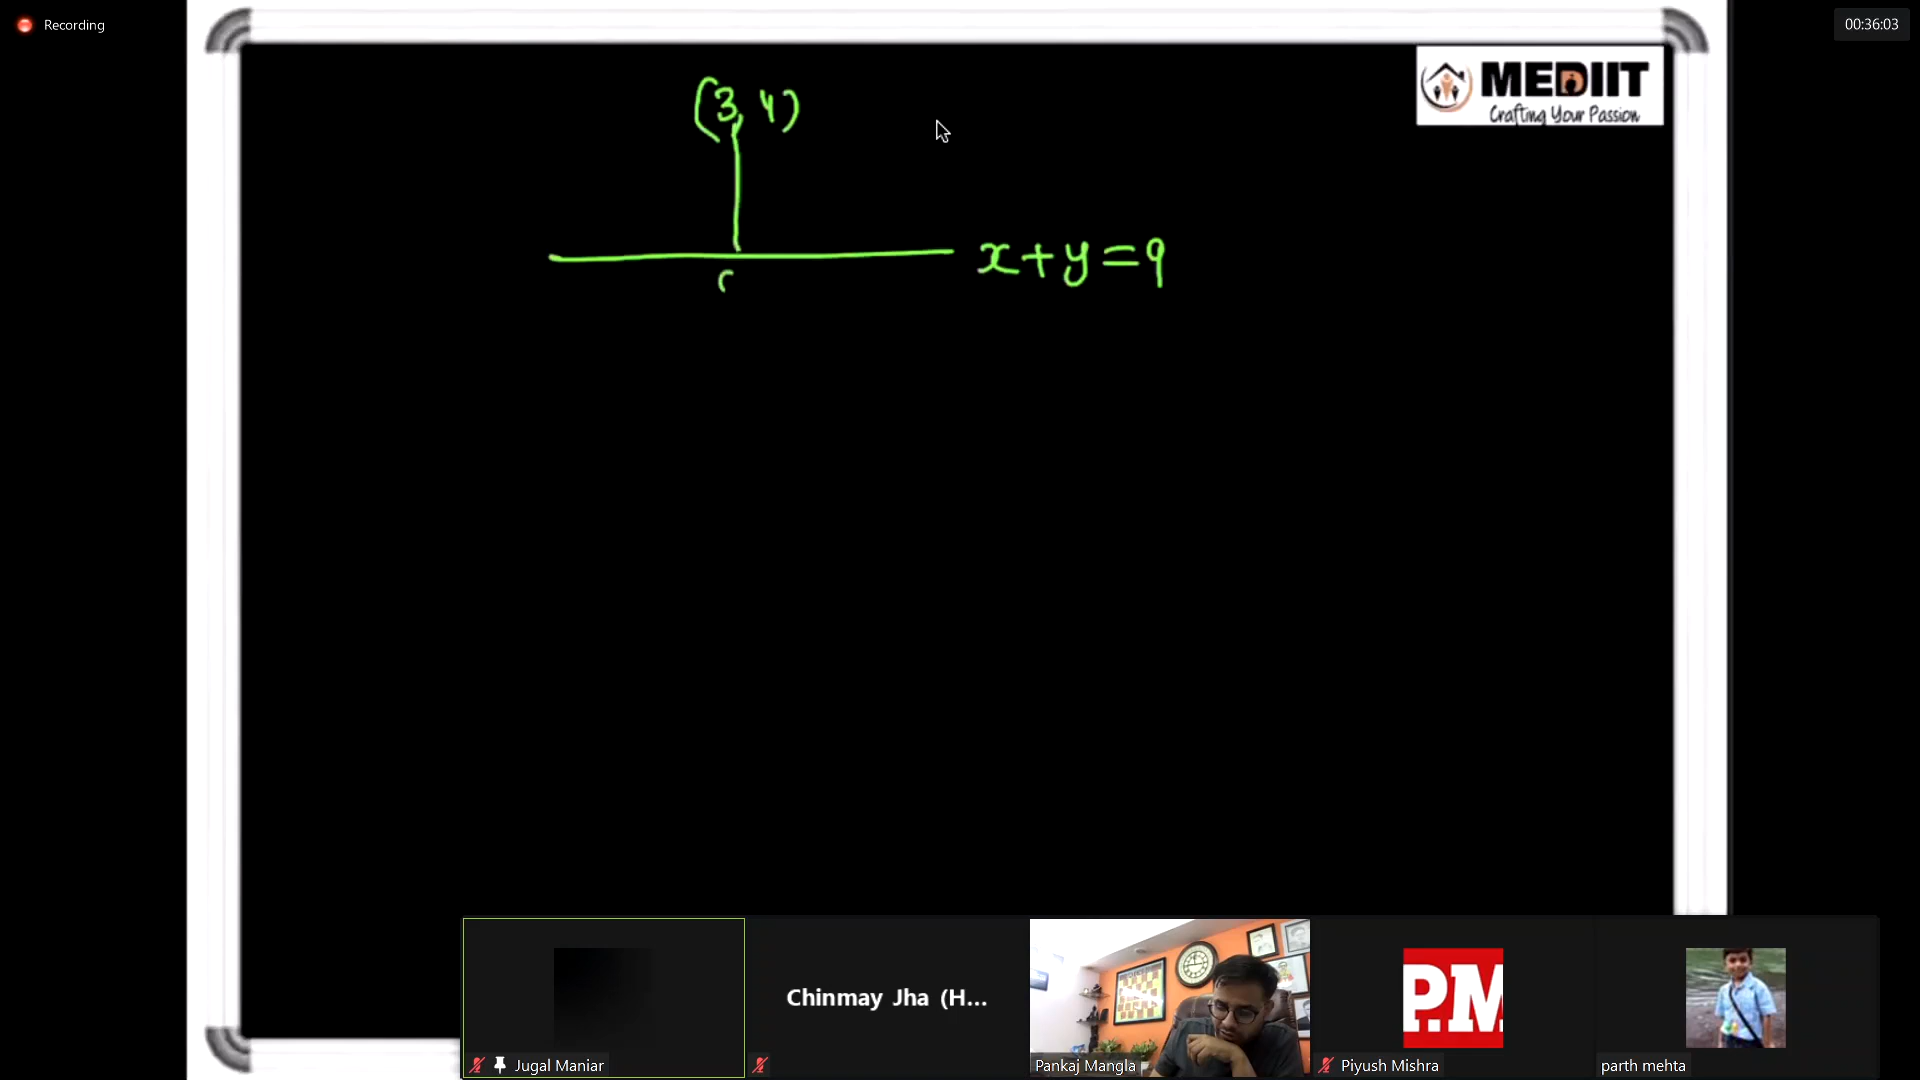 Recording
00:36:03
MEDIIT
Crafting Your Passion
(3, 4)
x+y=9
(
Jugal Maniar
Chinmay Jha (H...
Pankaj Mangla
P.M.
Piyush Mishra
parth mehta